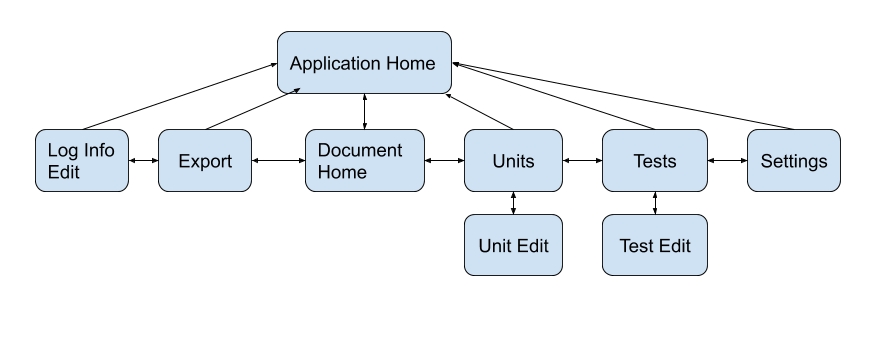 Application Home
Log Info
Edit
Export
Document
Home
Units
Tests
Settings
Unit Edit
Test Edit